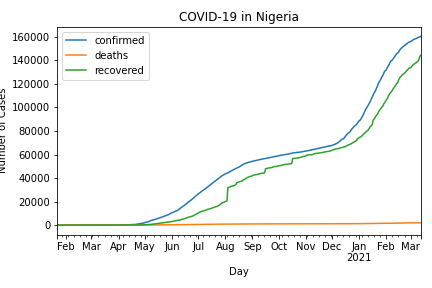 COVID-19 in Nigeria
160000
140000
120000
100000
80000
60000
40000
20000
0
Number of Cases
confirmed
deaths
recovered
Feb Mar Apr May Jun Jul Aug Sep Oct Nov Dec Jan Feb Mar
2021
Day